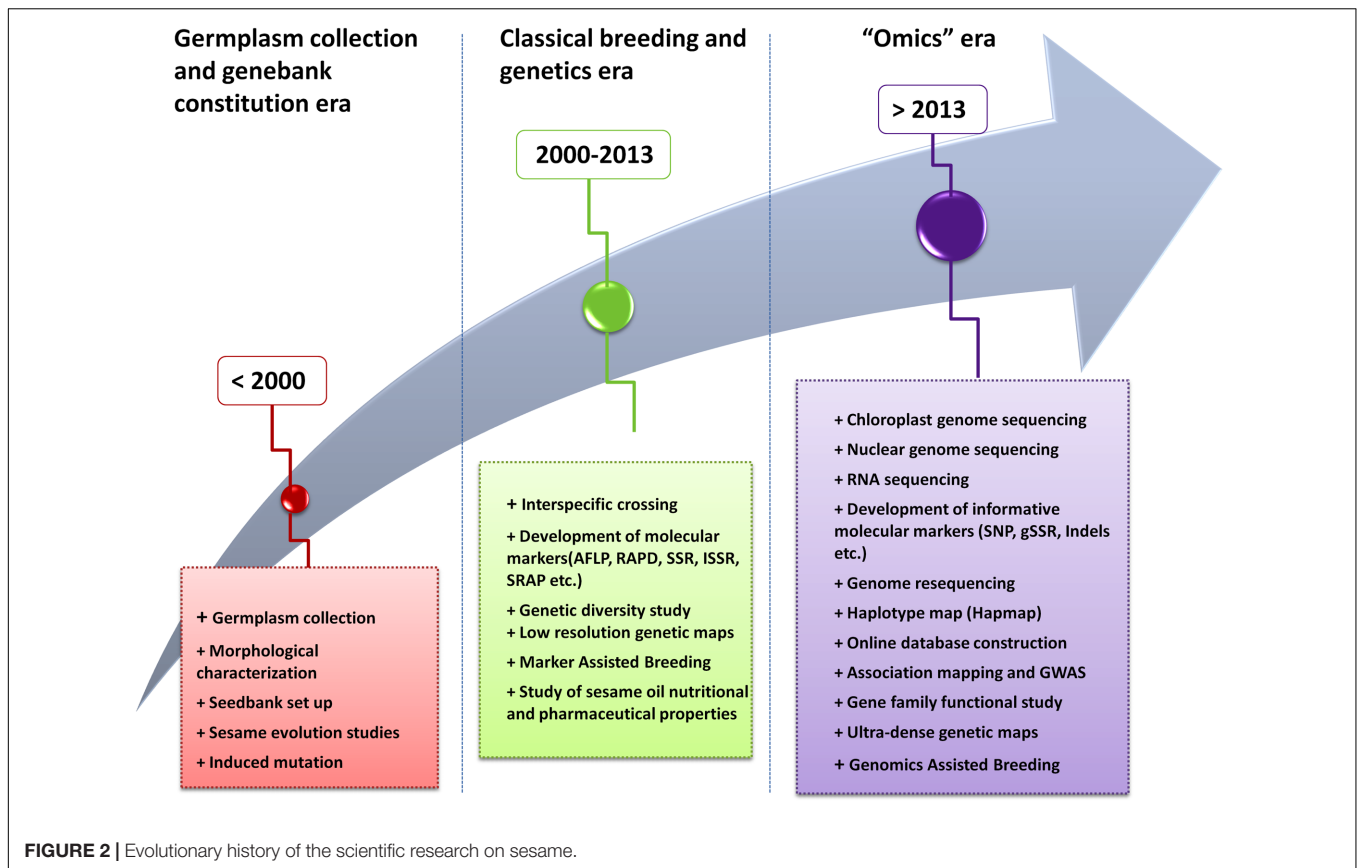 Germplasm collection
and genebank
constitution era
Classical breeding and
genetics era
“Omics” era
< 2000
2000-2013
> 2013
+ Germplasm collection
+ Morphological
characterization
+ Seedbank set up
+ Sesame evolution studies
+ Induced mutation
+ Interspecific crossing
+ Development of molecular
markers(AFLP, RAPD, SSR, ISSR,
SRAP etc.)
+ Genetic diversity study
+ Low resolution genetic maps
+ Marker Assisted Breeding
+ Study of sesame oil nutritional
and pharmaceutical properties
+ Chloroplast genome sequencing
+ Nuclear genome sequencing
+ RNA sequencing
+ Development of informative
molecular markers (SNP, gSSR, Indels
etc.)
+ Genome resequencing
+ Haplotype map (Hapmap)
+ Online database construction
+ Association mapping and GWAS
+ Gene family functional study
+ Ultra-dense genetic maps
+ Genomics Assisted Breeding
FIGURE 2 | Evolutionary history of the scientific research on sesame.